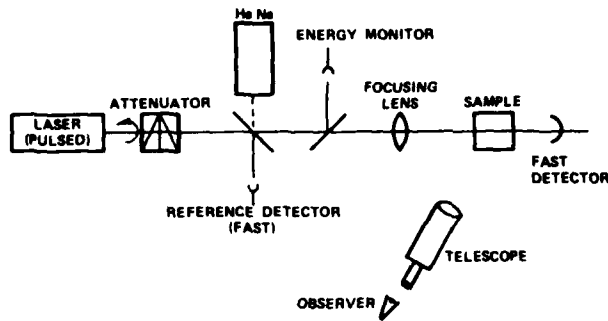 He Ne
ENERGY MONITOR
ATTENUATOR
FOCUSING
LENS
SAMPLE
LASER
(PULSED)
FAST
DETECTOR
REFERENCE DETECTOR
(FAST)
TELESCOPE
OBSERVER